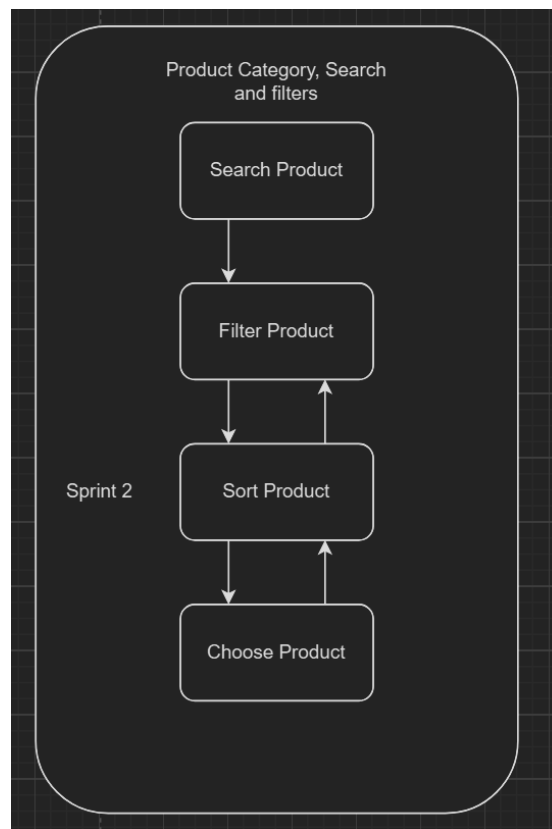 Product Category, Search
and filters
Search Product
Filter Product
Sprint 2
Sort Product
Choose Product